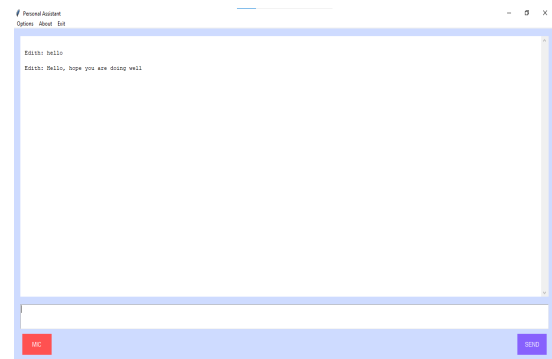 Personal Assistant
Options About Exit
Edith: hello
Edith: Hello, hope you are doing well
MIC
SEND